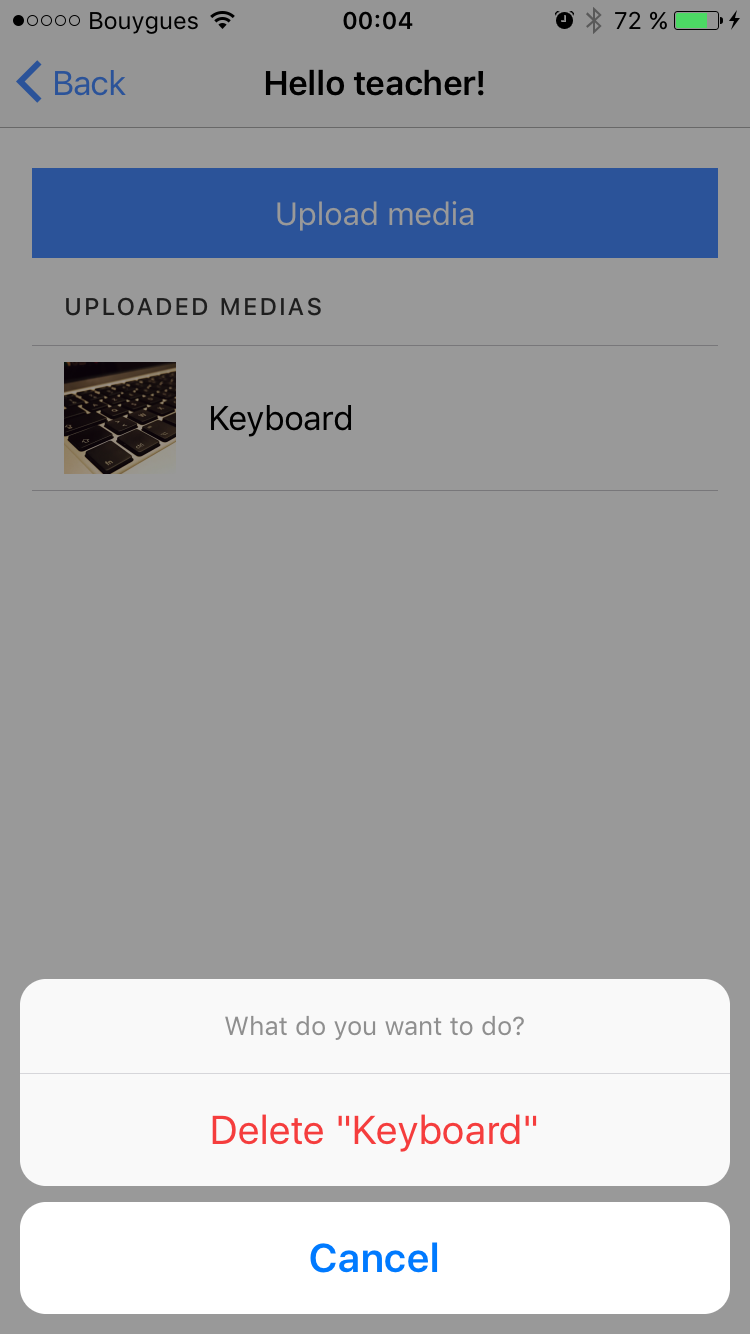 Bouygues 00:04 72 %
Back Hello teacher!
Upload media
UPLOADED MEDIAS
Keyboard
What do you want to do?
Delete "Keyboard"
Cancel